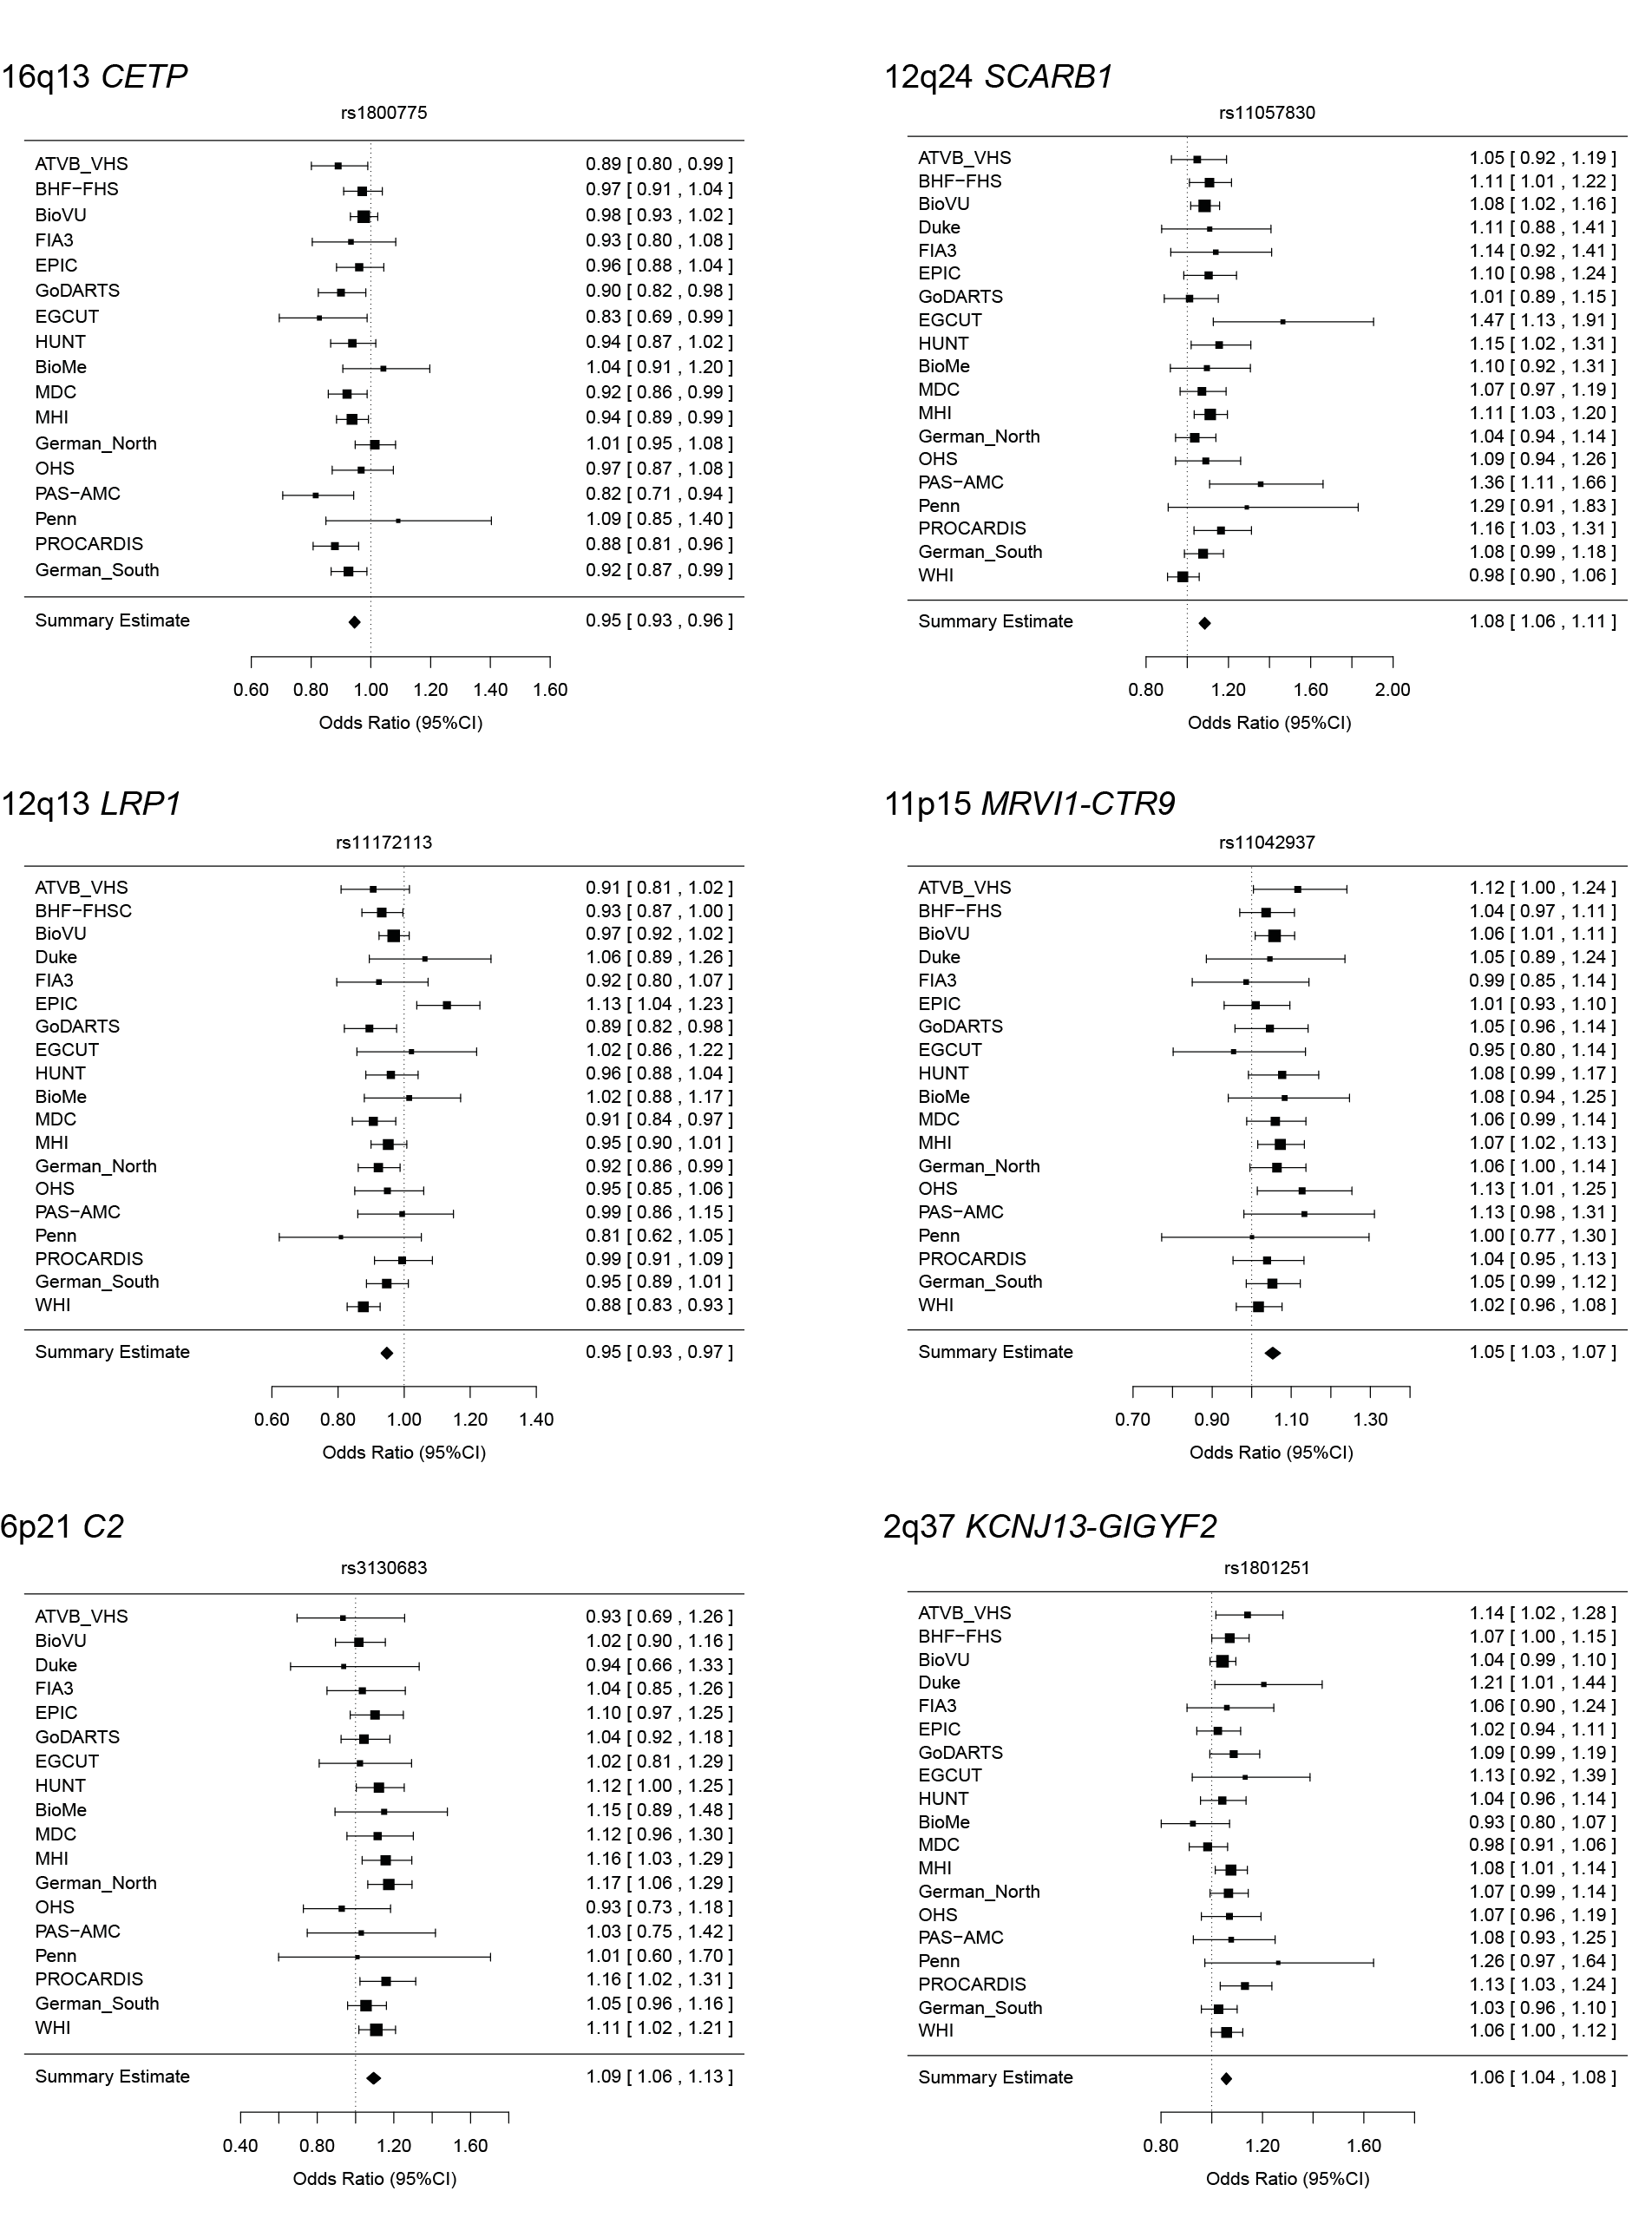 16q13 CETP
rs1800775
ATVB_VHS 0.89 [ 0.80 , 0.99 ]
BHF−FHS 0.97 [ 0.91 , 1.04 ]
BioVU 0.98 [ 0.93 , 1.02 ]
FIA3 0.93 [ 0.80 , 1.08 ]
EPIC 0.96 [ 0.88 , 1.04 ]
GoDARTS 0.90 [ 0.82 , 0.98 ]
EGCUT 0.83 [ 0.69 , 0.99 ]
HUNT 0.94 [ 0.87 , 1.02 ]
BioMe 1.04 [ 0.91 , 1.20 ]
MDC 0.92 [ 0.86 , 0.99 ]
MHI 0.94 [ 0.89 , 0.99 ]
German_North 1.01 [ 0.95 , 1.08 ]
OHS 0.97 [ 0.87 , 1.08 ]
PAS−AMC 0.82 [ 0.71 , 0.94 ]
Penn 1.09 [ 0.85 , 1.40 ]
PROCARDIS 0.88 [ 0.81 , 0.96 ]
German_South 0.92 [ 0.87 , 0.99 ]
Summary Estimate 0.95 [ 0.93 , 0.96 ]
0.60 0.80 1.00 1.20 1.40 1.60
Odds Ratio (95%CI)
12q24 SCARB1
rs11057830
ATVB_VHS 1.05 [ 0.92 , 1.19 ]
BHF−FHS 1.11 [ 1.01 , 1.22 ]
BioVU 1.08 [ 1.02 , 1.16 ]
Duke 1.11 [ 0.88 , 1.41 ]
FIA3 1.14 [ 0.92 , 1.41 ]
EPIC 1.10 [ 0.98 , 1.24 ]
GoDARTS 1.01 [ 0.89 , 1.15 ]
EGCUT 1.47 [ 1.13 , 1.91 ]
HUNT 1.15 [ 1.02 , 1.31 ]
BioMe 1.10 [ 0.92 , 1.31 ]
MDC 1.07 [ 0.97 , 1.19 ]
MHI 1.11 [ 1.03 , 1.20 ]
German_North 1.04 [ 0.94 , 1.14 ]
OHS 1.09 [ 0.94 , 1.26 ]
PAS−AMC 1.36 [ 1.11 , 1.66 ]
Penn 1.29 [ 0.91 , 1.83 ]
PROCARDIS 1.16 [ 1.03 , 1.31 ]
German_South 1.08 [ 0.99 , 1.18 ]
WHI 0.98 [ 0.90 , 1.06 ]
Summary Estimate 1.08 [ 1.06 , 1.11 ]
0.80 1.20 1.60 2.00
Odds Ratio (95%CI)
12q13 LRP1
rs11172113
ATVB_VHS 0.91 [ 0.81 , 1.02 ]
BHF−FHSC 0.93 [ 0.87 , 1.00 ]
BioVU 0.97 [ 0.92 , 1.02 ]
Duke 1.06 [ 0.89 , 1.26 ]
FIA3 0.92 [ 0.80 , 1.07 ]
EPIC 1.13 [ 1.04 , 1.23 ]
GoDARTS 0.89 [ 0.82 , 0.98 ]
EGCUT 1.02 [ 0.86 , 1.22 ]
HUNT 0.96 [ 0.88 , 1.04 ]
BioMe 1.02 [ 0.88 , 1.17 ]
MDC 0.91 [ 0.84 , 0.97 ]
MHI 0.95 [ 0.90 , 1.01 ]
German_North 0.92 [ 0.86 , 0.99 ]
OHS 0.95 [ 0.85 , 1.06 ]
PAS−AMC 0.99 [ 0.86 , 1.15 ]
Penn 0.81 [ 0.62 , 1.05 ]
PROCARDIS 0.99 [ 0.91 , 1.09 ]
German_South 0.95 [ 0.89 , 1.01 ]
WHI 0.88 [ 0.83 , 0.93 ]
Summary Estimate 0.95 [ 0.93 , 0.97 ]
0.60 0.80 1.00 1.20 1.40
Odds Ratio (95%CI)
11p15 MRVI1-CTR9
rs11042937
ATVB_VHS 1.12 [ 1.00 , 1.24 ]
BHF−FHS 1.04 [ 0.97 , 1.11 ]
BioVU 1.06 [ 1.01 , 1.11 ]
Duke 1.05 [ 0.89 , 1.24 ]
FIA3 0.99 [ 0.85 , 1.14 ]
EPIC 1.01 [ 0.93 , 1.10 ]
GoDARTS 1.05 [ 0.96 , 1.14 ]
EGCUT 0.95 [ 0.80 , 1.14 ]
HUNT 1.08 [ 0.99 , 1.17 ]
BioMe 1.08 [ 0.94 , 1.25 ]
MDC 1.06 [ 0.99 , 1.14 ]
MHI 1.07 [ 1.02 , 1.13 ]
German_North 1.06 [ 1.00 , 1.14 ]
OHS 1.13 [ 1.01 , 1.25 ]
PAS−AMC 1.13 [ 0.98 , 1.31 ]
Penn 1.00 [ 0.77 , 1.30 ]
PROCARDIS 1.04 [ 0.95 , 1.13 ]
German_South 1.05 [ 0.99 , 1.12 ]
WHI 1.02 [ 0.96 , 1.08 ]
Summary Estimate 1.05 [ 1.03 , 1.07 ]
0.70 0.90 1.10 1.30
Odds Ratio (95%CI)
6p21 C2
rs3130683
ATVB_VHS 0.93 [ 0.69 , 1.26 ]
BioVU 1.02 [ 0.90 , 1.16 ]
Duke 0.94 [ 0.66 , 1.33 ]
FIA3 1.04 [ 0.85 , 1.26 ]
EPIC 1.10 [ 0.97 , 1.25 ]
GoDARTS 1.04 [ 0.92 , 1.18 ]
EGCUT 1.02 [ 0.81 , 1.29 ]
HUNT 1.12 [ 1.00 , 1.25 ]
BioMe 1.15 [ 0.89 , 1.48 ]
MDC 1.12 [ 0.96 , 1.30 ]
MHI 1.16 [ 1.03 , 1.29 ]
German_North 1.17 [ 1.06 , 1.29 ]
OHS 0.93 [ 0.73 , 1.18 ]
PAS−AMC 1.03 [ 0.75 , 1.42 ]
Penn 1.01 [ 0.60 , 1.70 ]
PROCARDIS 1.16 [ 1.02 , 1.31 ]
German_South 1.05 [ 0.96 , 1.16 ]
WHI 1.11 [ 1.02 , 1.21 ]
Summary Estimate 1.09 [ 1.06 , 1.13 ]
0.40 0.80 1.20 1.60
Odds Ratio (95%CI)
2q37 KCNJ13-GIGYF2
rs1801251
ATVB_VHS 1.14 [ 1.02 , 1.28 ]
BHF−FHS 1.07 [ 1.00 , 1.15 ]
BioVU 1.04 [ 0.99 , 1.10 ]
Duke 1.21 [ 1.01 , 1.44 ]
FIA3 1.06 [ 0.90 , 1.24 ]
EPIC 1.02 [ 0.94 , 1.11 ]
GoDARTS 1.09 [ 0.99 , 1.19 ]
EGCUT 1.13 [ 0.92 , 1.39 ]
HUNT 1.04 [ 0.96 , 1.14 ]
BioMe 0.93 [ 0.80 , 1.07 ]
MDC 0.98 [ 0.91 , 1.06 ]
MHI 1.08 [ 1.01 , 1.14 ]
German_North 1.07 [ 0.99 , 1.14 ]
OHS 1.07 [ 0.96 , 1.19 ]
PAS−AMC 1.08 [ 0.93 , 1.25 ]
Penn 1.26 [ 0.97 , 1.64 ]
PROCARDIS 1.13 [ 1.03 , 1.24 ]
German_South 1.03 [ 0.96 , 1.10 ]
WHI 1.06 [ 1.00 , 1.12 ]
Summary Estimate 1.06 [ 1.04 , 1.08 ]
0.80 1.20 1.60
Odds Ratio (95%CI)